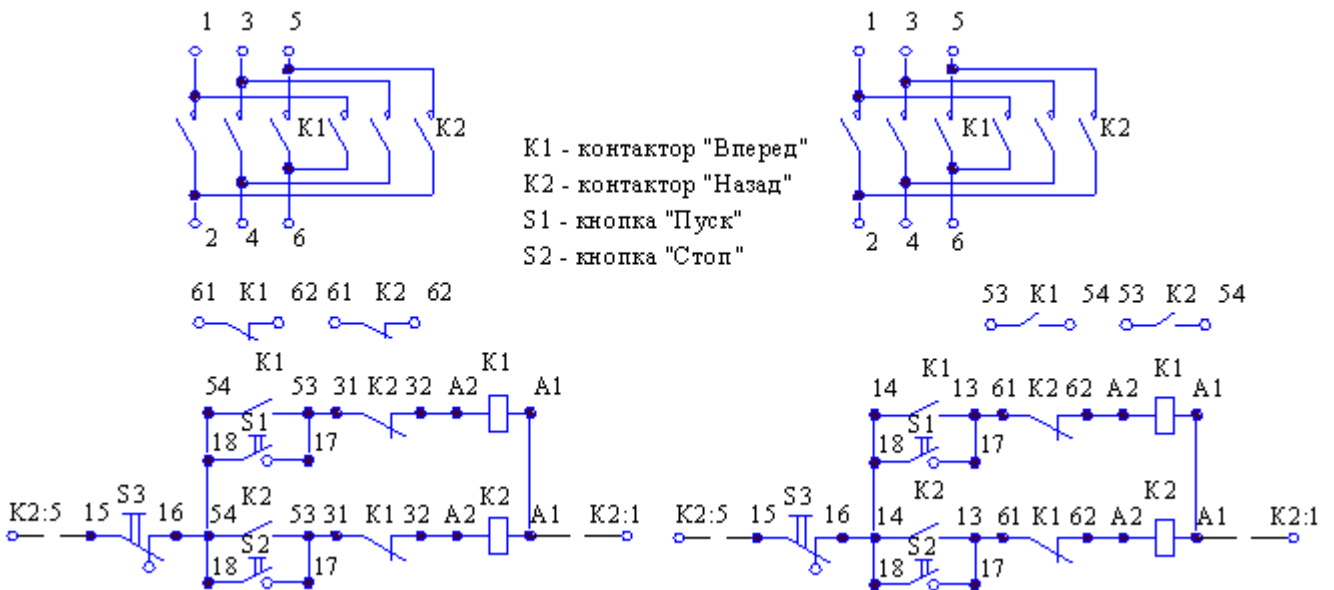 1 3 5 1 3 5
K1 K2 K1 K2
К1 - контактор "Вперед"
К2 - контактор "Назад"
S1 - кнопка "Пуск"
S2 - кнопка "Стоп"
2 4 6 2 4 6
61 K1 62 61 K2 62 53 K1 54 53 K2 54
K1 K1 K1 K1
54 53 31 K2 32 A2 A1 14 13 61 K2 62 A2 A1
18 S1 17 18 S1 17
K2 K2 K2 K2
K2:5 15 S3 16 54 53 31 K1 32 A2 A1 K2:1 K2:5 15 S3 16 14 13 61 K1 62 A2 A1 K2:1
18 S2 17 18 S2 17